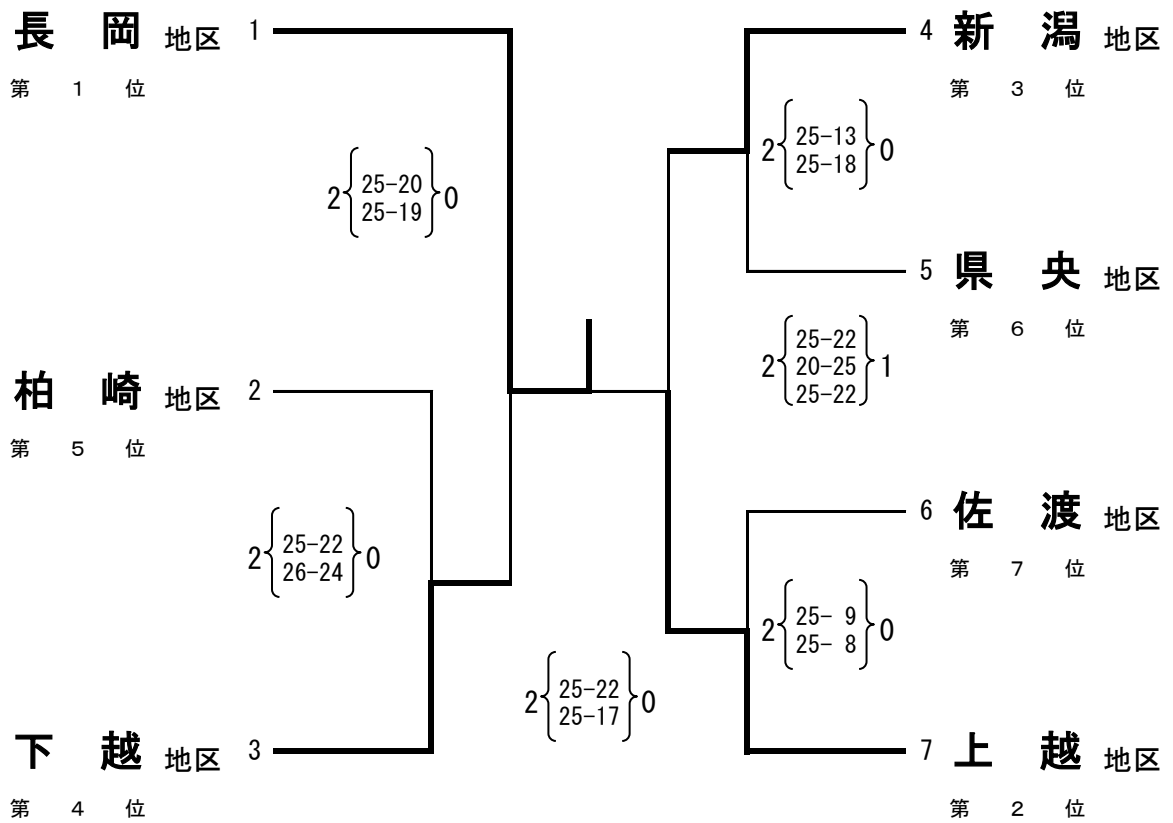 長　岡 地区 1
第　1　位
2 25-20 0
25-19
柏　崎 地区 2
第　5　位
2 25-22 0
26-24
下　越 地区 3
第　4　位
2 25-22 0
25-17
4 新　潟 地区
第　3　位
2 25-13 0
25-18
5 県　央 地区
第　6　位
25-22
2 20-25 1
25-22
6 佐　渡 地区
第　7　位
2 25- 9 0
25- 8
7 上　越 地区
第　2　位